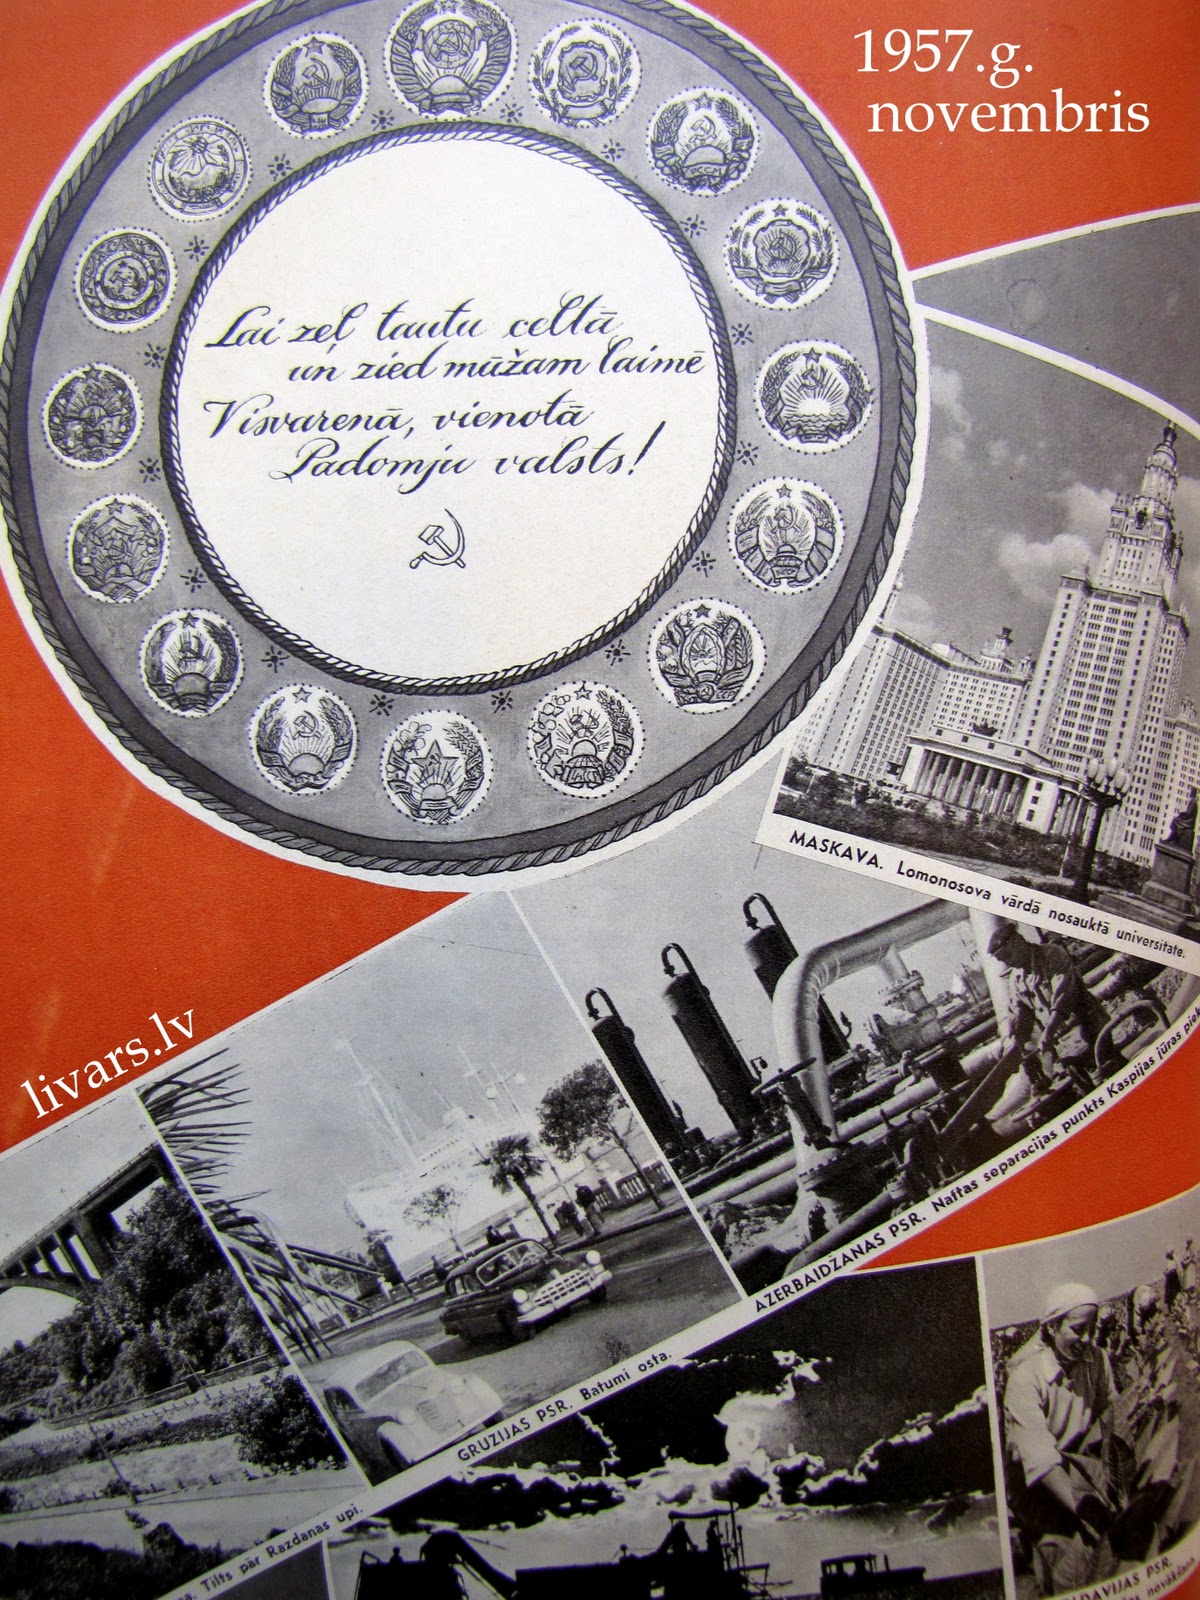 1957.g.
novembris
Lai zeļ tautu celtā
un zied mūžam laimē
Visvarenā, vienotā
Padomju valsts!
MASKAVA. Lomonosova vārdā nosauktā universitāte.
AZERBAIDŽANAS PSR. Naftas separācijas punkts Kaspijas jūras
GRUZIJAS PSR. Batumi osta.
Tilts pār Razdanas upi.
PSR.
livars.lv